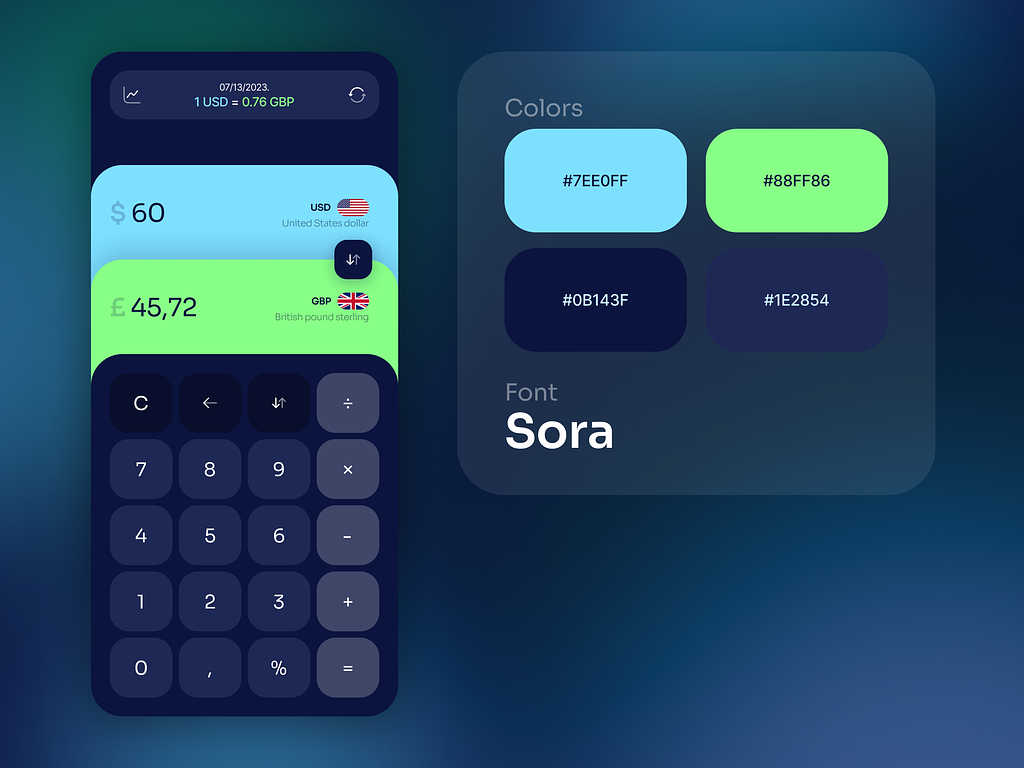 07/13/2023.
1 USD = 0.76 GBP
$ 60
USD
United States dollar
£ 45,72
GBP
British pound sterling
C ← ↓↑ ÷
7 8 9 ×
4 5 6 -
1 2 3 +
0 , % =
Colors
#7EE0FF #88FF86
#0B143F #1E2854
Font
Sora